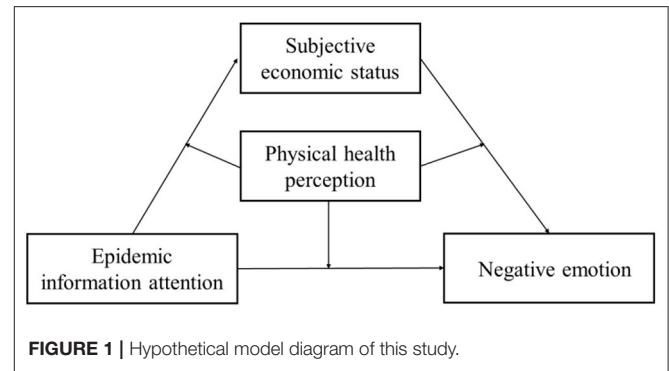 Subjective
economic status
Physical health
perception
Epidemic
information attention
Negative emotion
FIGURE 1 | Hypothetical model diagram of this study.